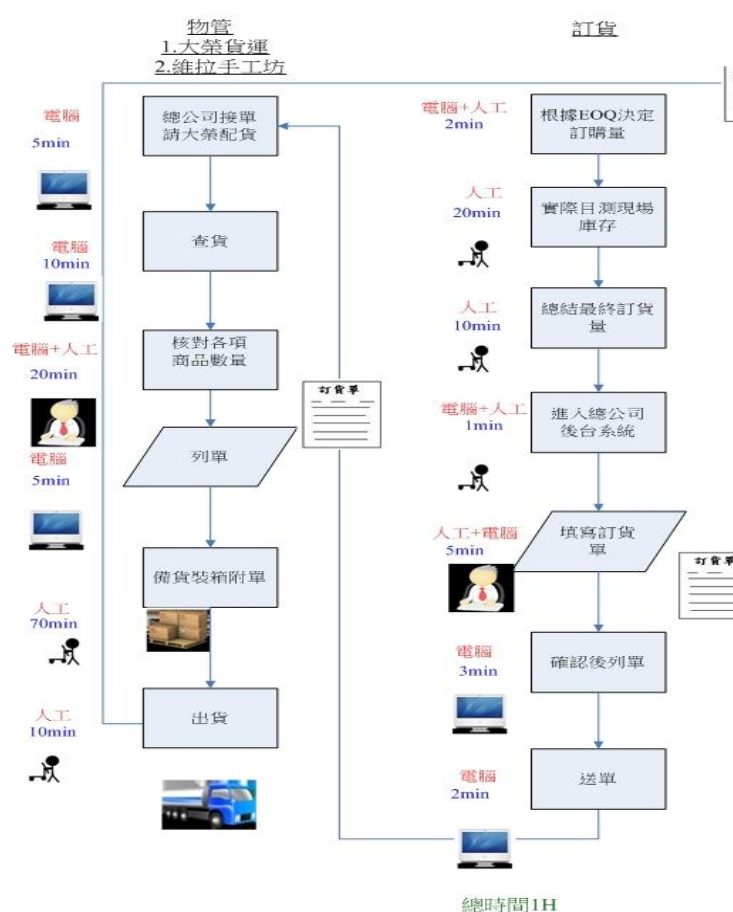 物管
1.大榮貨運
2.維拉手工坊
電腦
5min
總公司接單
請大榮配貨
電腦
10min
查貨
電腦+人工
20min
核對各項
商品數量
電腦
5min
列單
人工
70min
備貨裝箱附單
人工
10min
出貨
訂貨單
訂貨
電腦+人工
2min
根據EOQ決定
訂購量
人工
20min
實際目測現場
庫存
人工
10min
總結最終訂貨
量
電腦+人工
1min
進入總公司
後台系統
人工+電腦
5min
填寫訂貨
單
訂貨單
電腦
3min
確認後列單
電腦
2min
送單
總時間1H